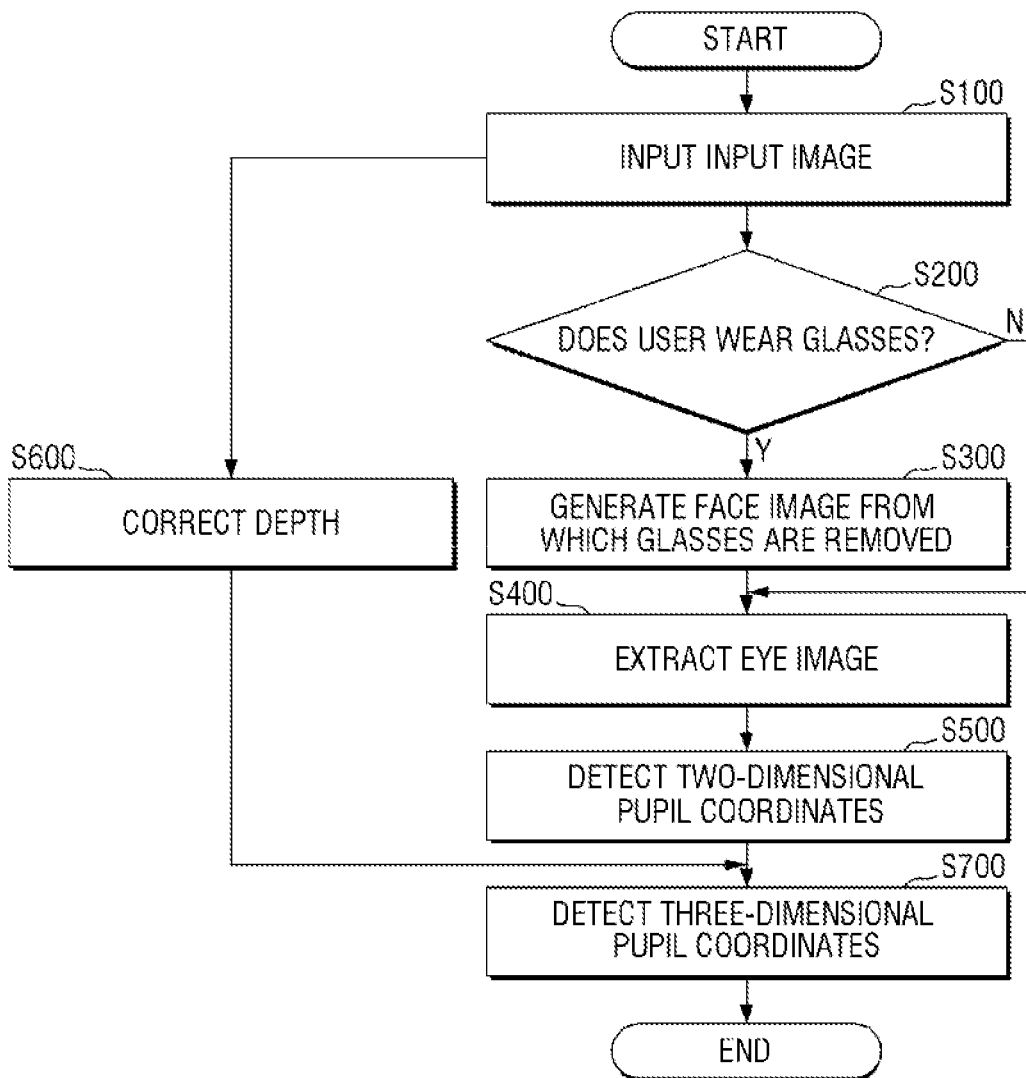 START
S100
INPUT INPUT IMAGE
S200
DOES USER WEAR GLASSES?
N
Y
S600
CORRECT DEPTH
S300
GENERATE FACE IMAGE FROM
WHICH GLASSES ARE REMOVED
S400
EXTRACT EYE IMAGE
S500
DETECT TWO-DIMENSIONAL
PUPIL COORDINATES
S700
DETECT THREE-DIMENSIONAL
PUPIL COORDINATES
END